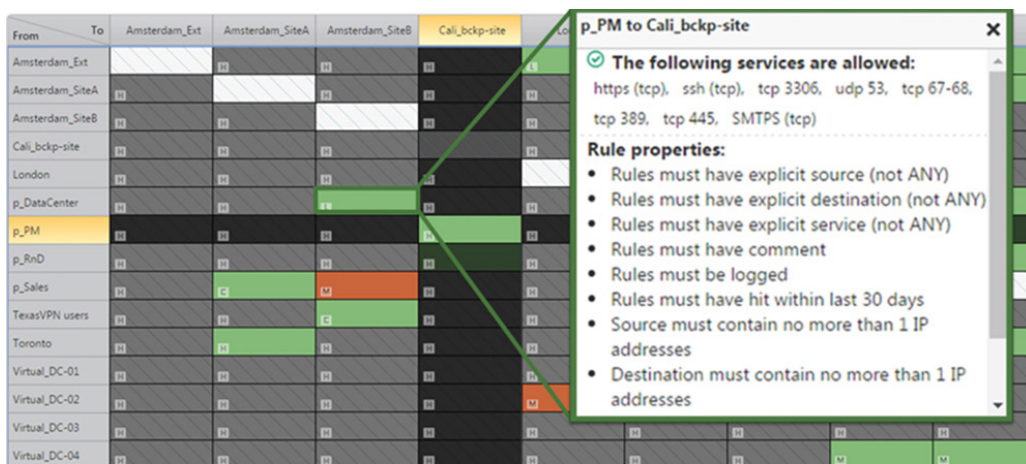 From To Amsterdam_Ext Amsterdam_SiteA Amsterdam_SiteB Cali_bckp-site
Amsterdam_Ext H H H
Amsterdam_SiteA H H H
Amsterdam_SiteB H H H
Cali_bckp-site H H H
London H H H H
p_DataCenter H H H
p_PM H H H H
p_RnD H H H H
p_Sales H C M H
TexasVPN users H H C H
Toronto H H H
Virtual_DC-01 H H H H
Virtual_DC-02 H H H H M
Virtual_DC-03 H H H H H H H H H
Virtual_DC-04 H H H H H H H M M
p_PM to Cali_bckp-site
The following services are allowed:
https (tcp), ssh (tcp), tcp 3306, udp 53, tcp 67-68,
tcp 389, tcp 445, SMTPS (tcp)
Rule properties:
• Rules must have explicit source (not ANY)
• Rules must have explicit destination (not ANY)
• Rules must have explicit service (not ANY)
• Rules must have comment
• Rules must be logged
• Rules must have hit within last 30 days
• Source must contain no more than 1 IP
addresses
• Destination must contain no more than 1 IP
addresses